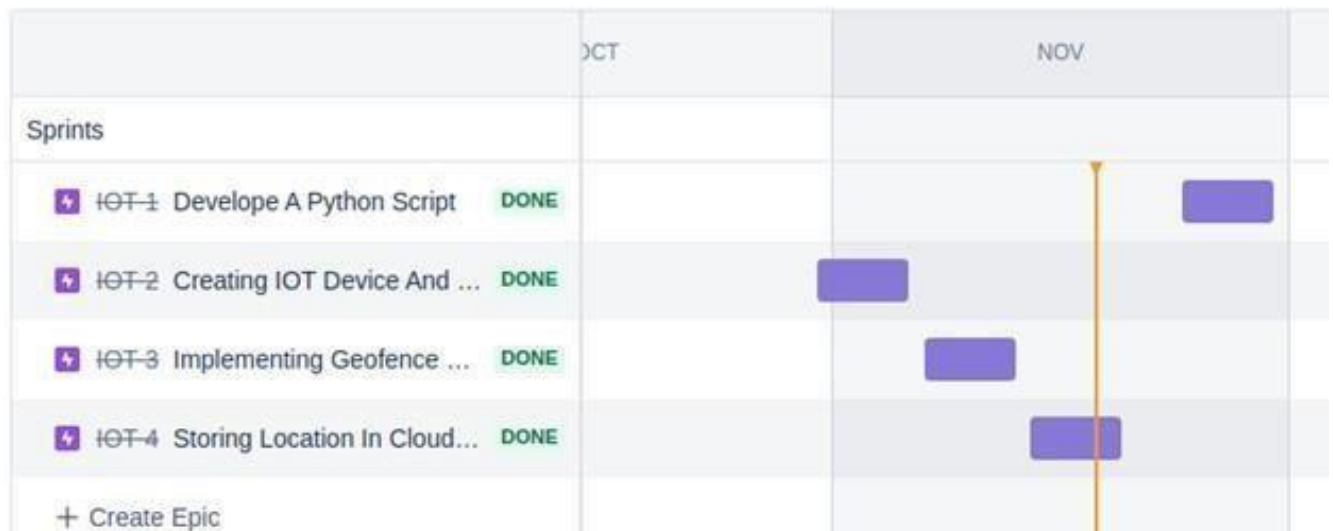 OCT NOV
Sprints
IOT-1 Develope A Python Script DONE
IOT-2 Creating IOT Device And ... DONE
IOT-3 Implementing Geofence ... DONE
IOT-4 Storing Location In Cloud... DONE
+ Create Epic